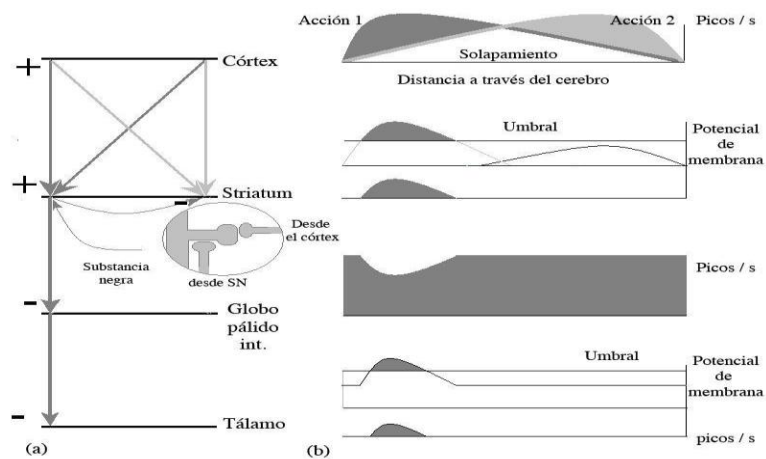 +
Córtex
+
Striatum
-
Desde
el córtex
desde SN
Substancia
negra
-
Globo
pálido
int.
-
Tálamo
(a)
Acción 1
Acción 2
Picos / s
Solapamiento
Distancia a través del cerebro
Umbral
Potencial
de
membrana
Picos / s
Umbral
Potencial
de
membrana
picos / s
(b)